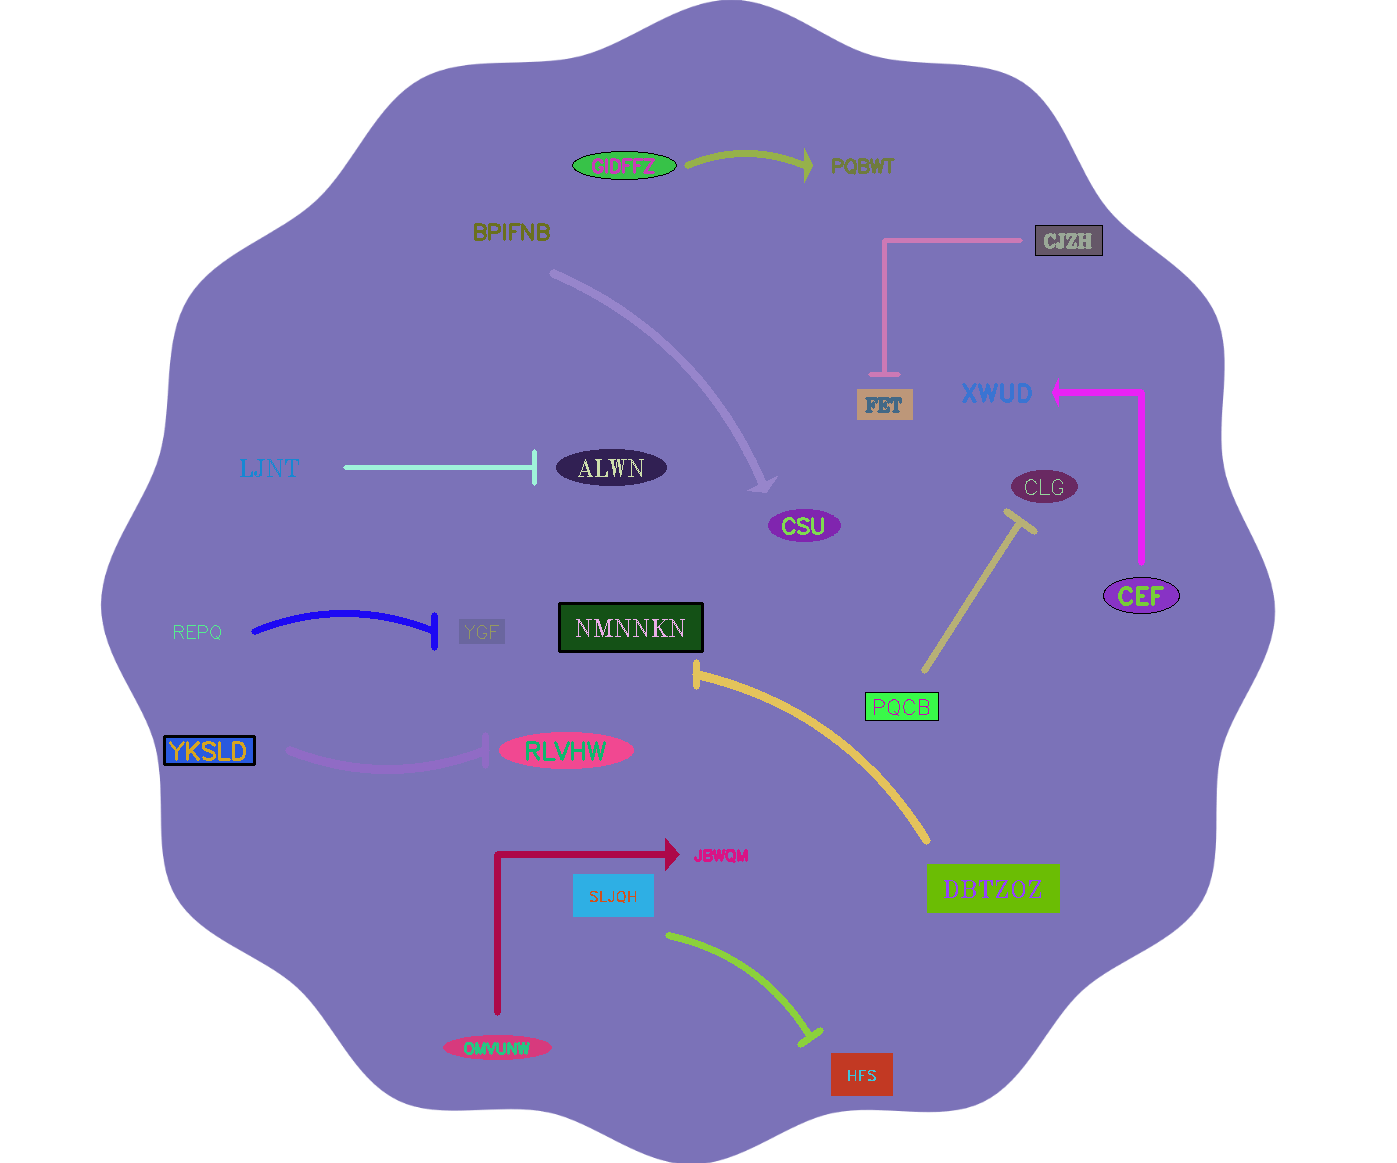 GIDFFZ
PQBWT
BPIFNB
CJZH
XWUD
FET
LJNT
ALWN
CLG
CSU
CEF
REPQ
YGF
NMNNKN
PQCB
YKSLD
RLVHW
JBWQM
SLJQH
DBTZOZ
OMVUNW
HFS